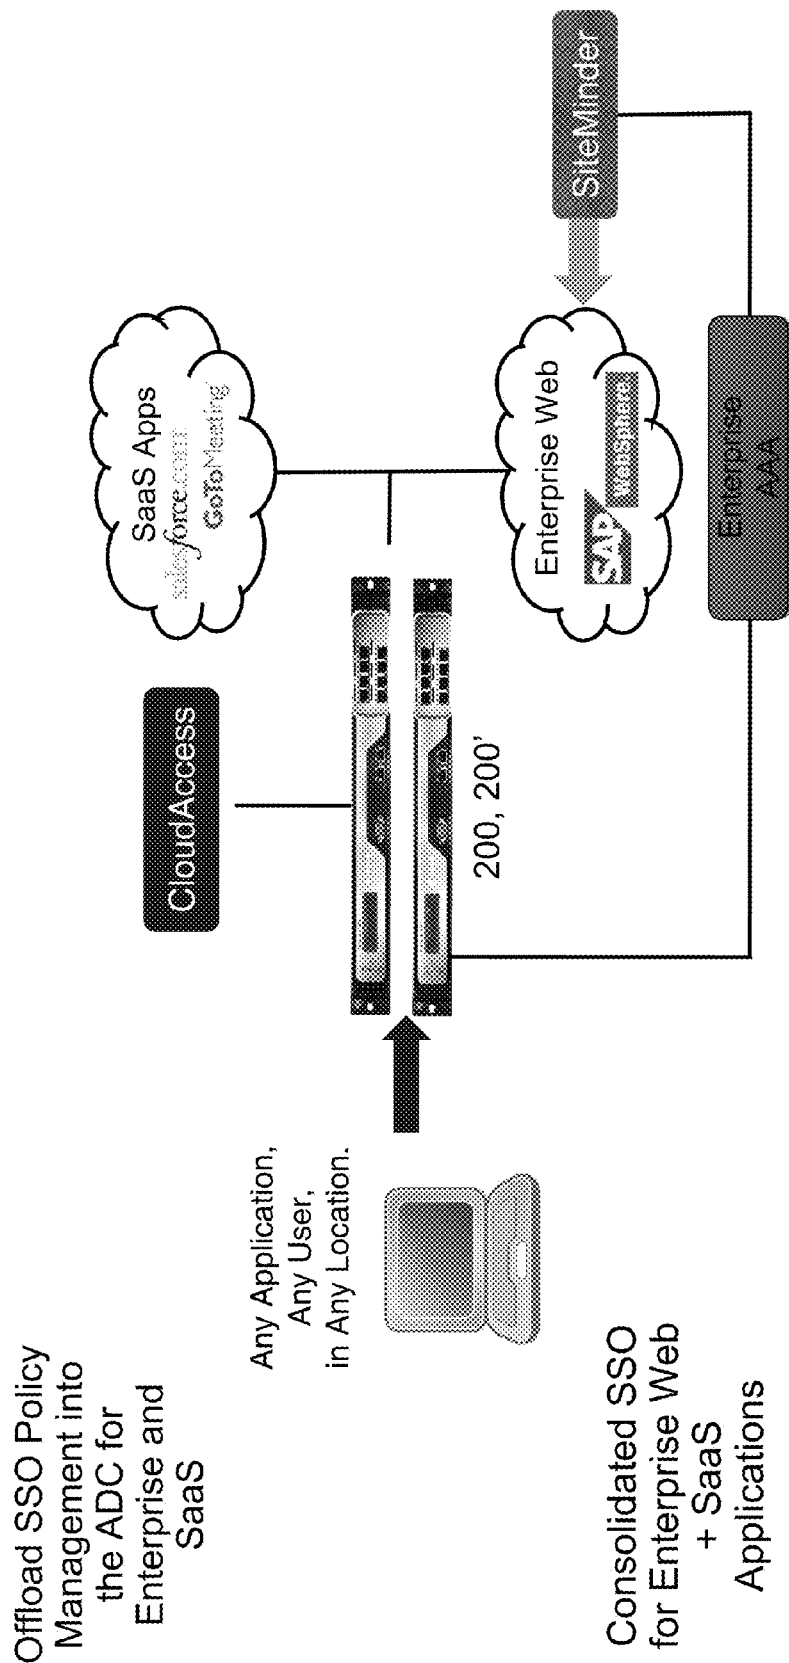 Offload SSO Policy
Management into
the ADC for
Enterprise and
SaaS
Any Application,
Any User,
in Any Location.
CloudAccess
200, 200'
SaaS Apps
salesforce.com
GoToMeeting
Enterprise Web
SAP
Websphere
SiteMinder
Enterprise
AAA
Consolidated SSO
for Enterprise Web
+ SaaS
Applications